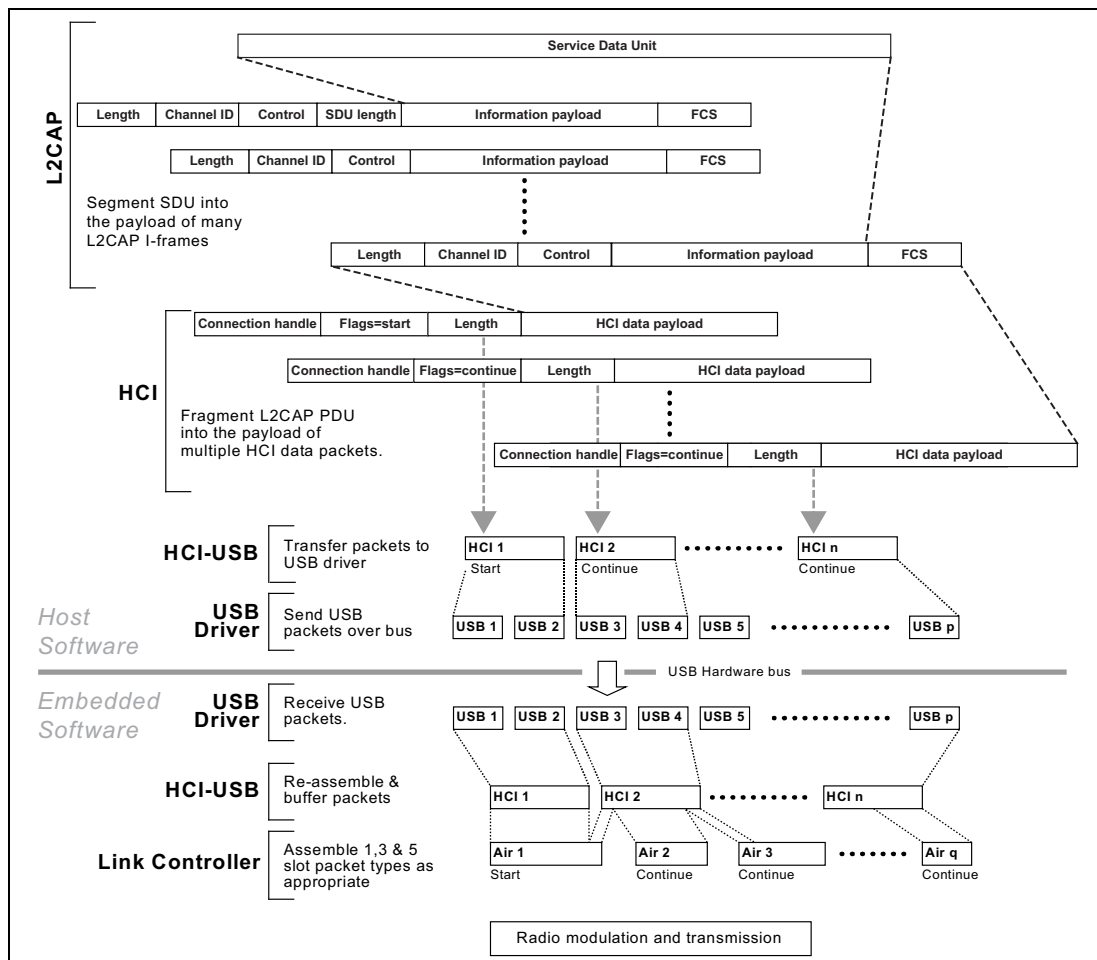 Service Data Unit
L2CAP
Length Channel ID Control SDU length Information payload FCS
Length Channel ID Control Information payload FCS
Segment SDU into
the payload of many
L2CAP I-frames
Length Channel ID Control Information payload FCS
HCI
Connection handle Flags=start Length HCI data payload
Connection handle Flags=continue Length HCI data payload
Fragment L2CAP PDU
into the payload of
multiple HCI data packets.
Connection handle Flags=continue Length HCI data payload
HCI-USB
Transfer packets to
USB driver
HCI 1 HCI 2 HCI n
Start Continue Continue
Host
Software
USB
Driver
Send USB
packets over bus
USB 1 USB 2 USB 3 USB 4 USB 5 USB p
USB Hardware bus
Embedded
Software
USB
Driver
Receive USB
packets.
USB 1 USB 2 USB 3 USB 4 USB 5 USB p
HCI-USB
Re-assemble &
buffer packets
HCI 1 HCI 2 HCI n
Link Controller
Assemble 1,3 & 5
slot packet types as
appropriate
Air 1 Air 2 Air 3 Air q
Start Continue Continue Continue
Radio modulation and transmission